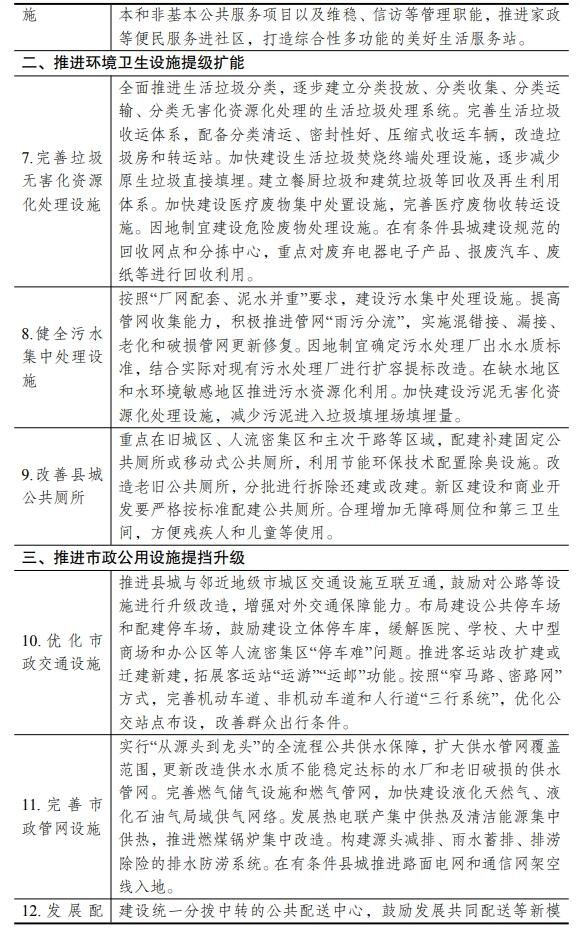 施
本和非基本公共服务项目以及维稳、信访等管理职能，推进家政
等便民服务进社区，打造综合性多功能的美好生活服务站。
二、推进环境卫生设施提级扩能
7.完善垃圾
无害化资源
化处理设施
全面推进生活垃圾分类，逐步建立分类投放、分类收集、分类运
输、分类无害化资源化处理的生活垃圾处理系统。完善生活垃圾
收运体系，配备分类清运、密封性好、压缩式收运车辆，改造垃
圾房和转运站。加快建设生活垃圾焚烧终端处理设施，逐步减少
原生垃圾直接填埋。建立餐厨垃圾和建筑垃圾等回收及再生利用
体系。加快建设医疗废物集中处置设施，完善医疗废物收转运设
施。因地制宜建设危险废物处理设施。在有条件县城建设规范的
回收网点和分拣中心，重点对废弃电器电子产品、报废汽车、废
纸等进行回收利用。
8.健全污水
集中处理设
施
按照“厂网配套、泥水并重”要求，建设污水集中处理设施。提高
管网收集能力，积极推进管网“雨污分流”，实施混错接、漏接、
老化和破损管网更新修复。因地制宜确定污水处理厂出水水质标
准，结合实际对现有污水处理厂进行扩容提标改造。在缺水地区
和水环境敏感地区推进污水资源化利用。加快建设污泥无害化资
源化处理设施，减少污泥进入垃圾填埋场填埋量。
9.改善县城
公共厕所
重点在旧城区、人流密集区和主次干路等区域，配建补建固定公
共厕所或移动式公共厕所，利用节能环保技术配置除臭设施。改
造老旧公共厕所，分批进行拆除还建或改建。新区建设和商业开
发要严格按标准配建公共厕所。合理增加无障碍厕位和第三卫生
间，方便残疾人和儿童等使用。
三、推进市政公用设施提挡升级
10.优化市
政交通设施
推进县城与邻近地级市城区交通设施互联互通，鼓励对公路等设
施进行升级改造，增强对外交通保障能力。布局建设公共停车场
和配建停车场，鼓励建设立体停车库，缓解医院、学校、大中型
商场和办公区等人流密集区“停车难”问题。推进客运站改扩建或
迁建新建，拓展客运站“运游”“运邮”功能。按照“窄马路、密路网”
方式，完善机动车道、非机动车道和人行道“三行系统”，优化公
交站点布设，改善群众出行条件。
11.完善市
政管网设施
实行“从源头到龙头”的全流程公共供水保障，扩大供水管网覆盖
范围，更新改造供水水质不能稳定达标的水厂和老旧破损的供水
管网。完善燃气储气设施和燃气管网，加快建设液化天然气、液
化石油气局域供气网络。发展热电联产集中供热及清洁能源集中
供热，推进燃煤锅炉集中改造。构建源头减排、雨水蓄排、排涝
除险的排水防涝系统。在有条件县城推进路面电网和通信网架空
线入地。
12.发展配
建设统一分拨中转的公共配送中心，鼓励发展共同配送等新模